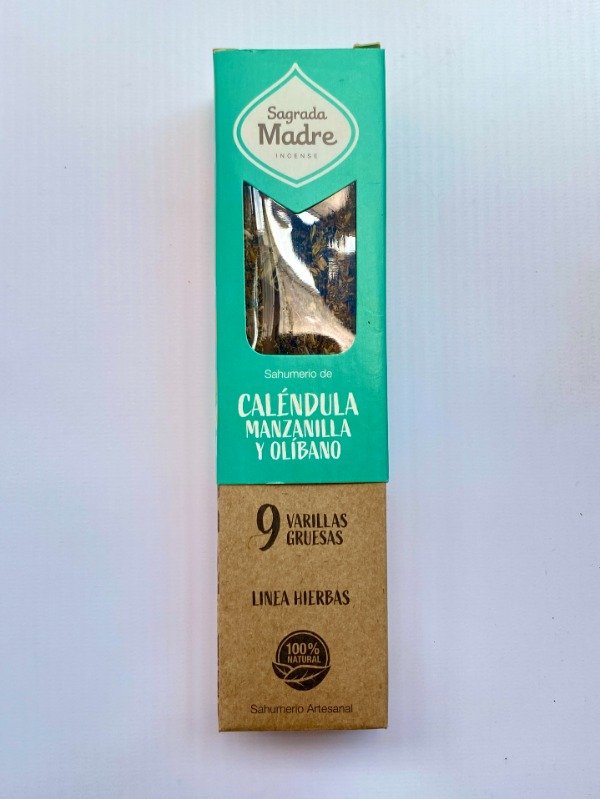 Sagrada
Madre
INCENSE
Sahumerio de
CALÉNDULA
MANZANILLA
Y OLÍBANO
9 VARILLAS
GRUESAS
LINEA HIERBAS
100%
NATURAL
Sahumerio Artesanal